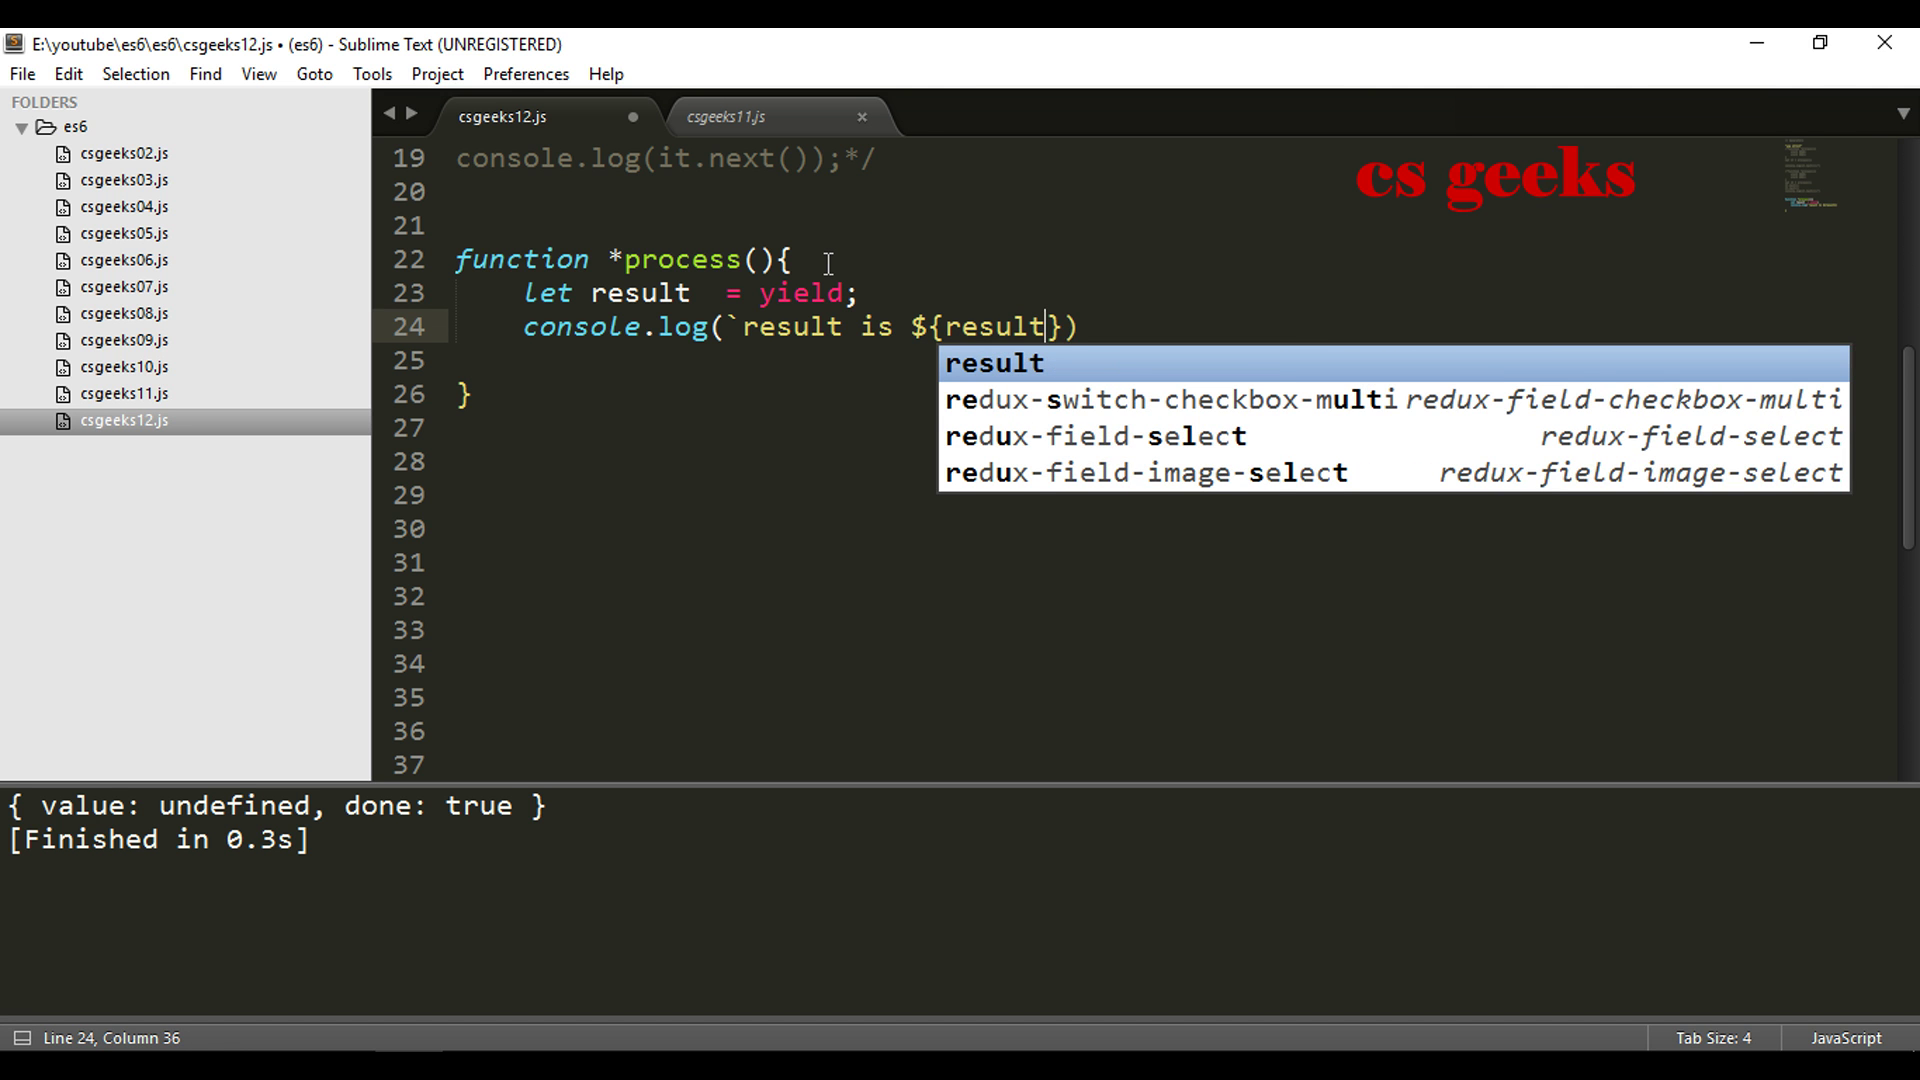 E:\youtube\es6\es6\csgeeks12.js • (es6) - Sublime Text (UNREGISTERED)
File Edit Selection Find View Goto Tools Project Preferences Help
FOLDERS
es6
csgeeks02.js
csgeeks03.js
csgeeks04.js
csgeeks05.js
csgeeks06.js
csgeeks07.js
csgeeks08.js
csgeeks09.js
csgeeks10.js
csgeeks11.js
csgeeks12.js
csgeeks12.js csgeeks11.js
cs geeks
19 console.log(it.next());*/
20
21
22 function *process(){
23 let result  = yield;
24 console.log(`result is ${result})
25
26 }
27
28
29
30
31
32
33
34
35
36
37
result
redux-switch-checkbox-multi redux-field-checkbox-multi
redux-field-select redux-field-select
redux-field-image-select redux-field-image-select
{ value: undefined, done: true }
[Finished in 0.3s]
Line 24, Column 36 Tab Size: 4 JavaScript